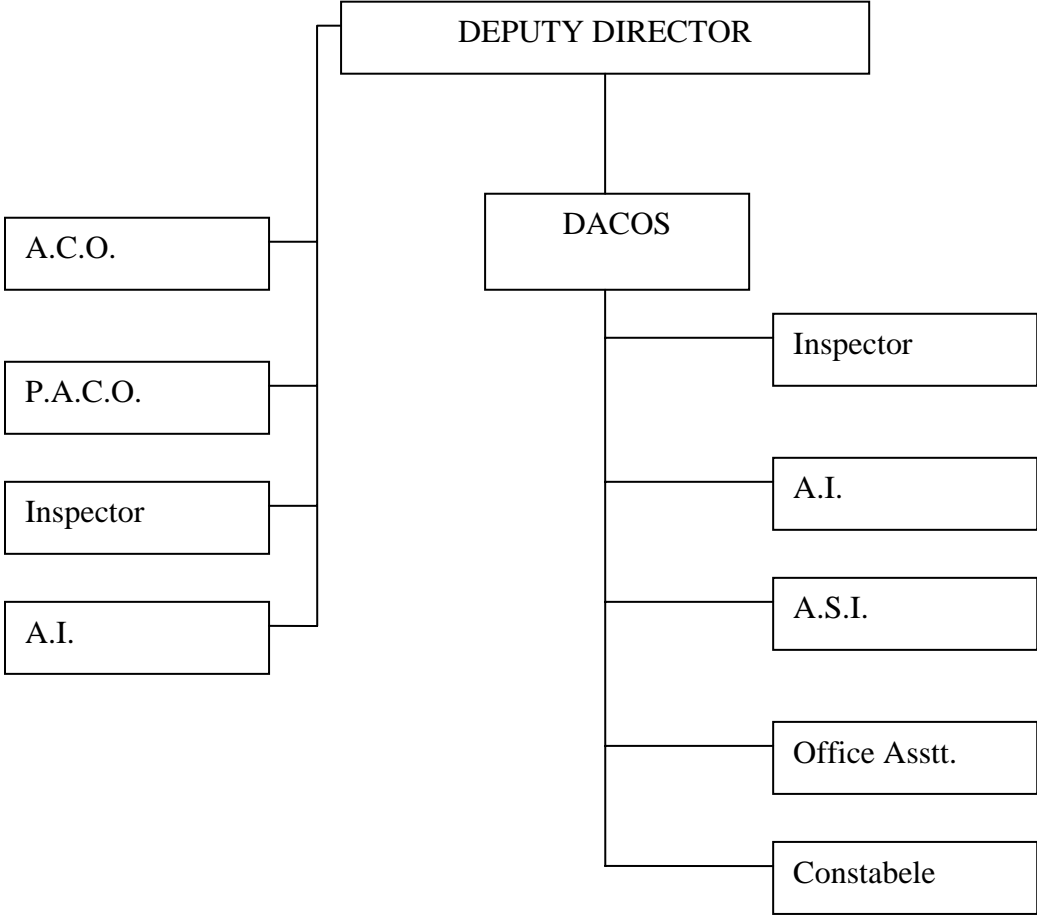 DEPUTY DIRECTOR
DACOS
A.C.O.
P.A.C.O.
Inspector
A.I.
Inspector
A.I.
A.S.I.
Office Asstt.
Constabele